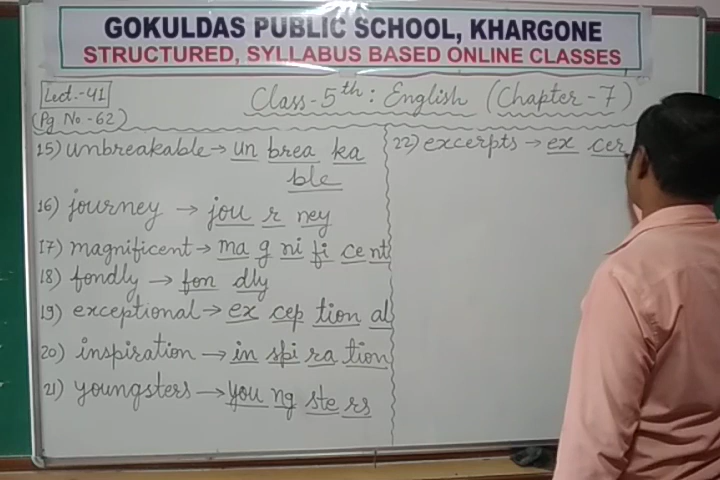 GOKULDAS PUBLIC SCHOOL, KHARGONE
STRUCTURED, SYLLABUS BASED ONLINE CLASSES
Lect.-41
Class-5th: English (Chapter-7)
(Pg No-62)
15) unbreakable→ un brea ka
ble
16) journey → jou r ney
17) magnificent→ ma g ni fi ce nt
18) fondly → fon dly
19) exceptional→ ex cep tion al
20) inspiration → in spi ra tion
21) youngsters → you ng ste rs
22) excerpts → ex cer